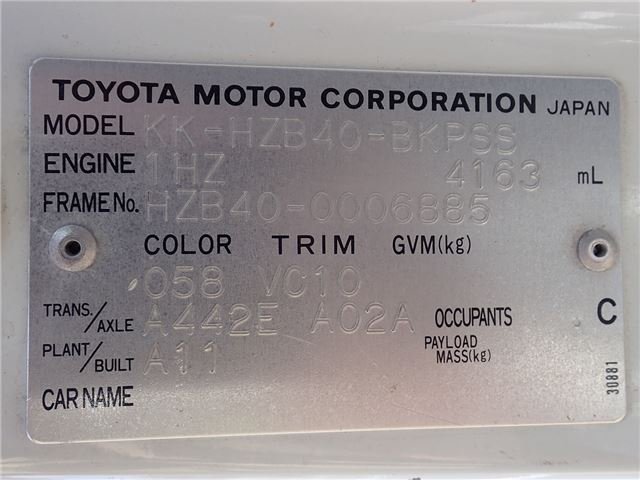 TOYOTA MOTOR CORPORATION JAPAN
MODEL KK-HZB40-BKPSS
ENGINE 1HZ 4163 mL
FRAME No. HZB40-0006885
COLOR TRIM GVM(kg)
058 VC10
TRANS./AXLE A442E A02A OCCUPANTS C
PLANT/BUILT A11 PAYLOAD MASS(kg)
CAR NAME
30881